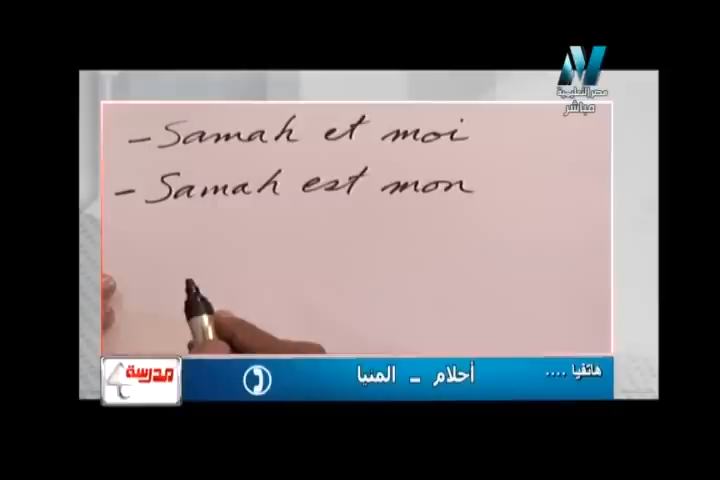 مصر التعليمية
مباشر
- Samah et moi
- Samah est mon
هاتفيا ....
أحلام - المنيا
مدرسة